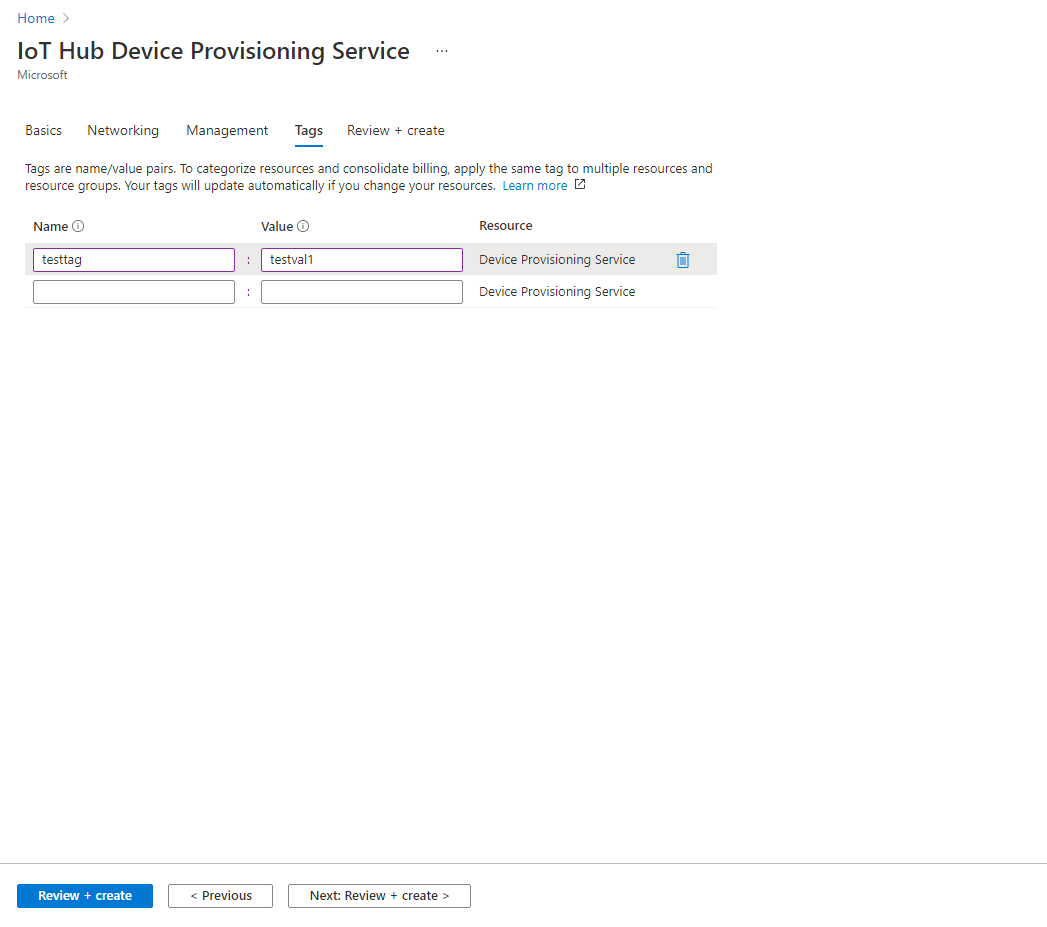 Home >
IoT Hub Device Provisioning Service ...
Microsoft
Basics Networking Management Tags Review + create
Tags are name/value pairs. To categorize resources and consolidate billing, apply the same tag to multiple resources and
resource groups. Your tags will update automatically if you change your resources. Learn more
Name Value Resource
testtag : testval1 Device Provisioning Service
: Device Provisioning Service
Review + create < Previous Next: Review + create >